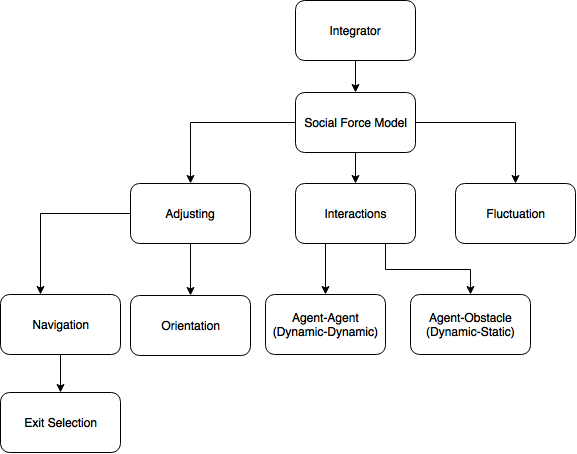 Integrator
Social Force Model
Adjusting
Interactions
Fluctuation
Navigation
Orientation
Agent-Agent
(Dynamic-Dynamic)
Agent-Obstacle
(Dynamic-Static)
Exit Selection